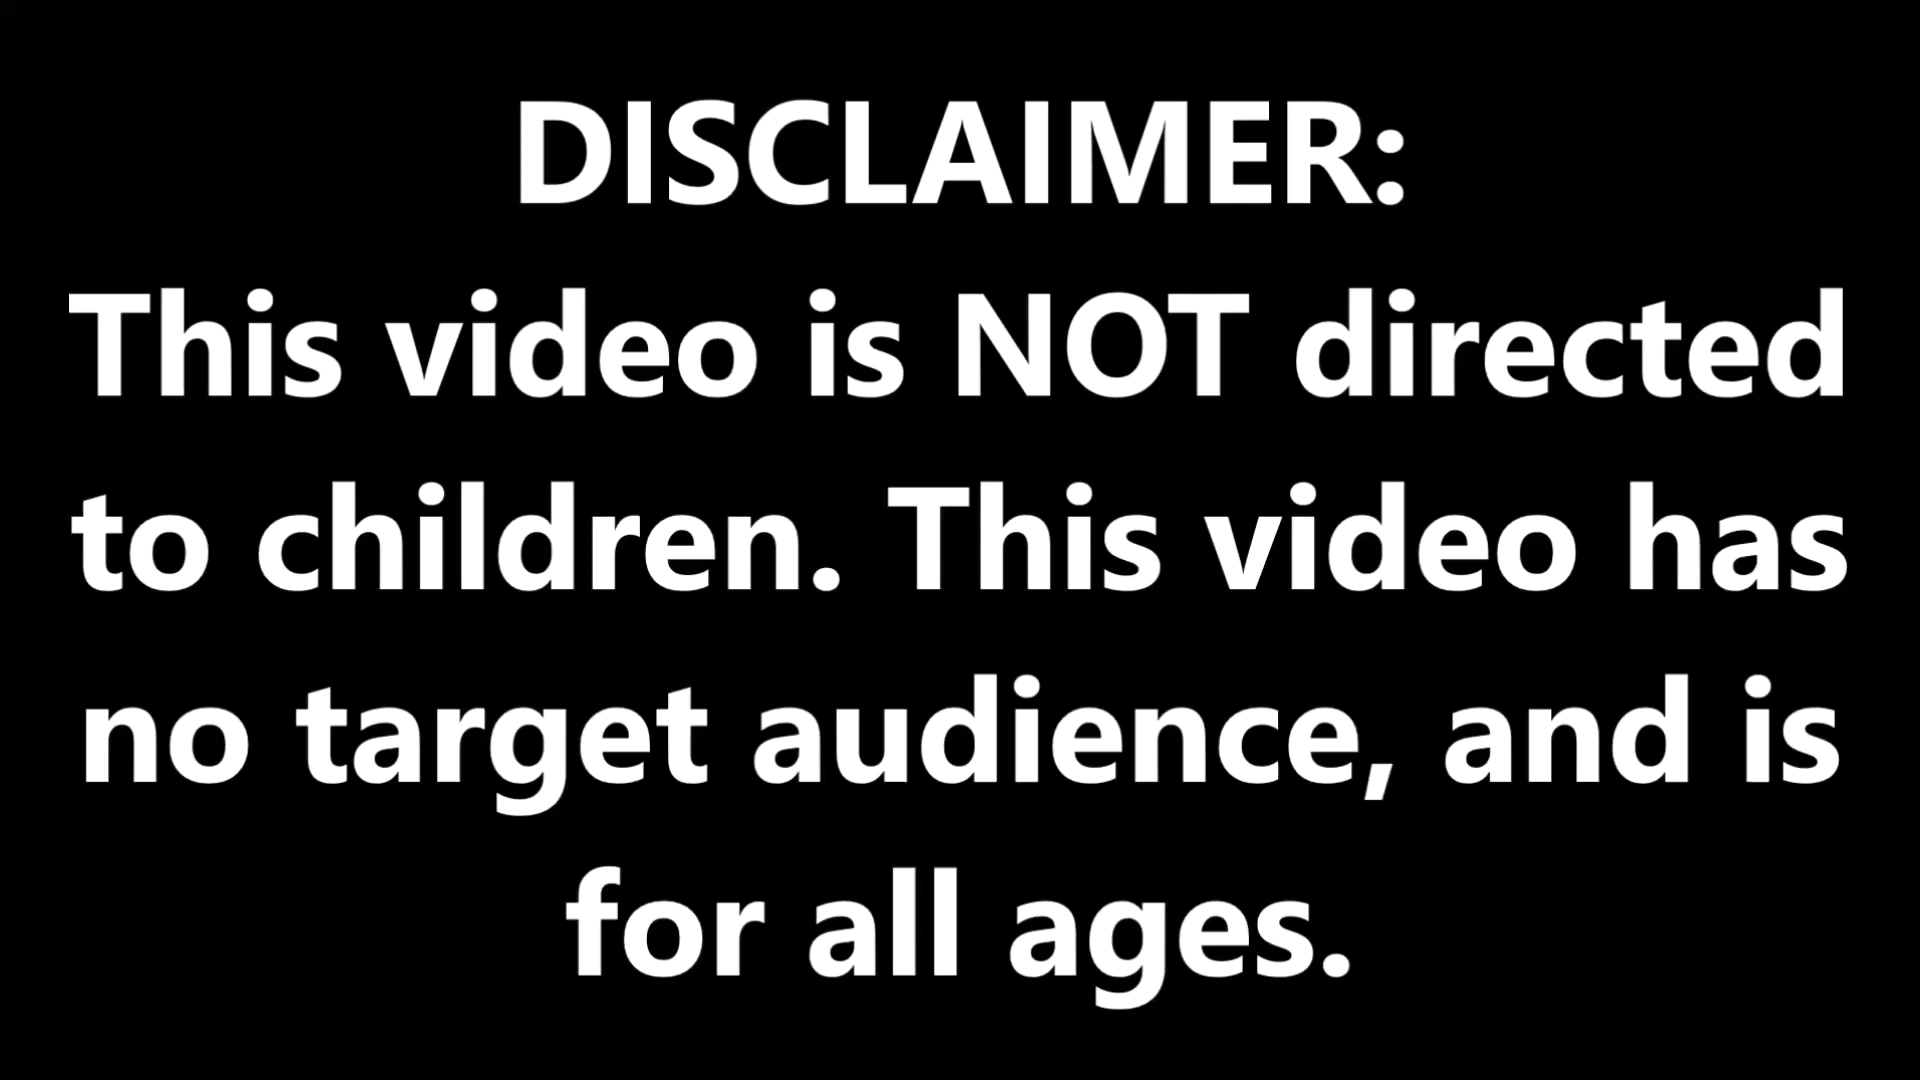 DISCLAIMER:
This video is NOT directed
to children. This video has
no target audience, and is
for all ages.